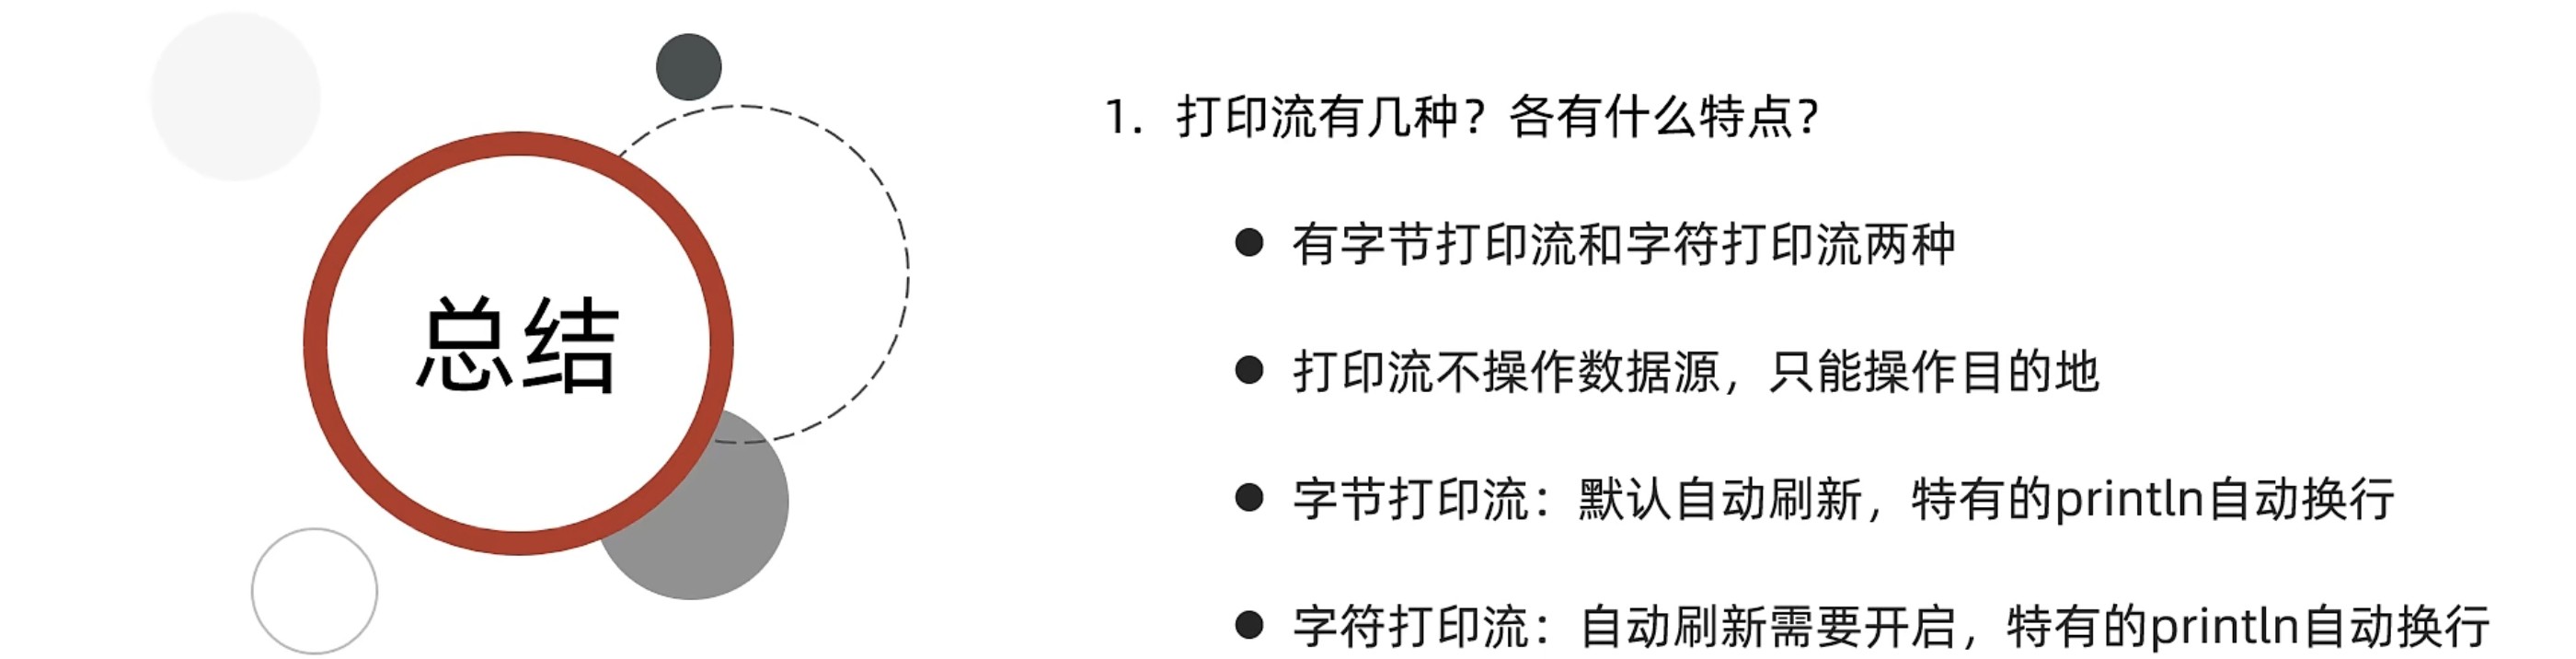 总结
1. 打印流有几种？各有什么特点？
● 有字节打印流和字符打印流两种
● 打印流不操作数据源，只能操作目的地
● 字节打印流：默认自动刷新，特有的println自动换行
● 字符打印流：自动刷新需要开启，特有的println自动换行